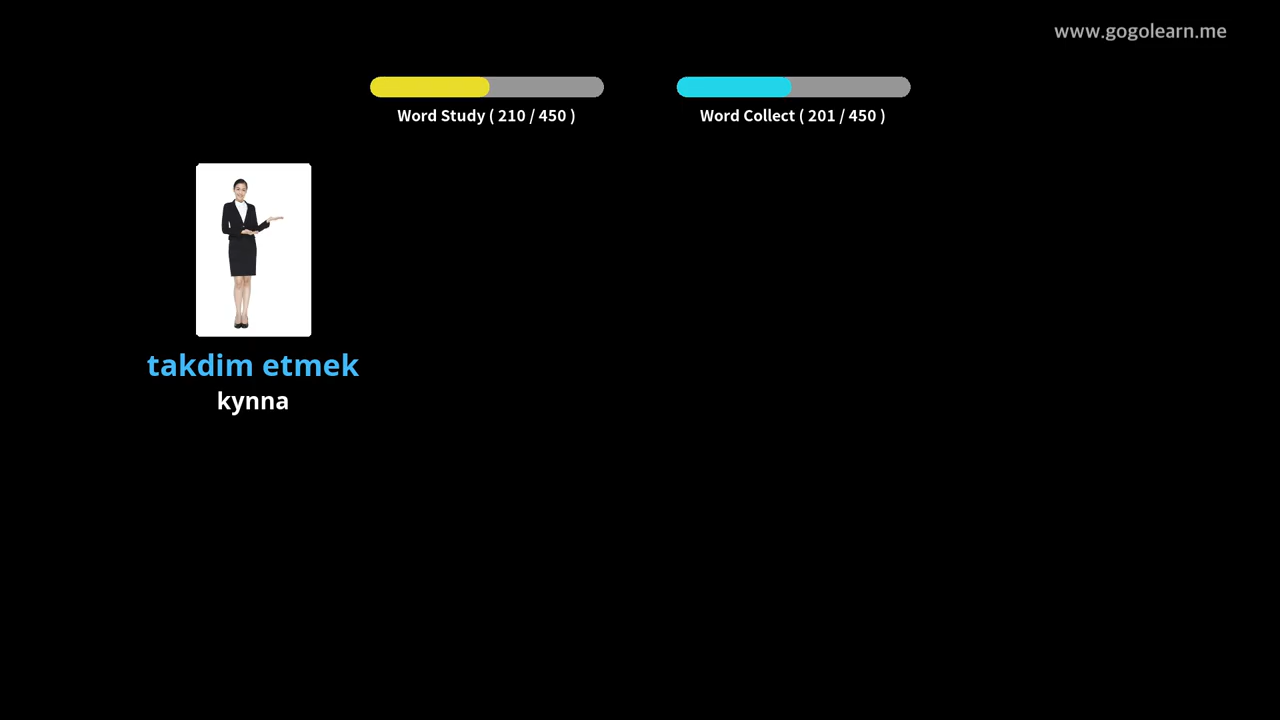 www.gogolearn.me
Word Study ( 210 / 450 )
Word Collect ( 201 / 450 )
takdim etmek
kynna